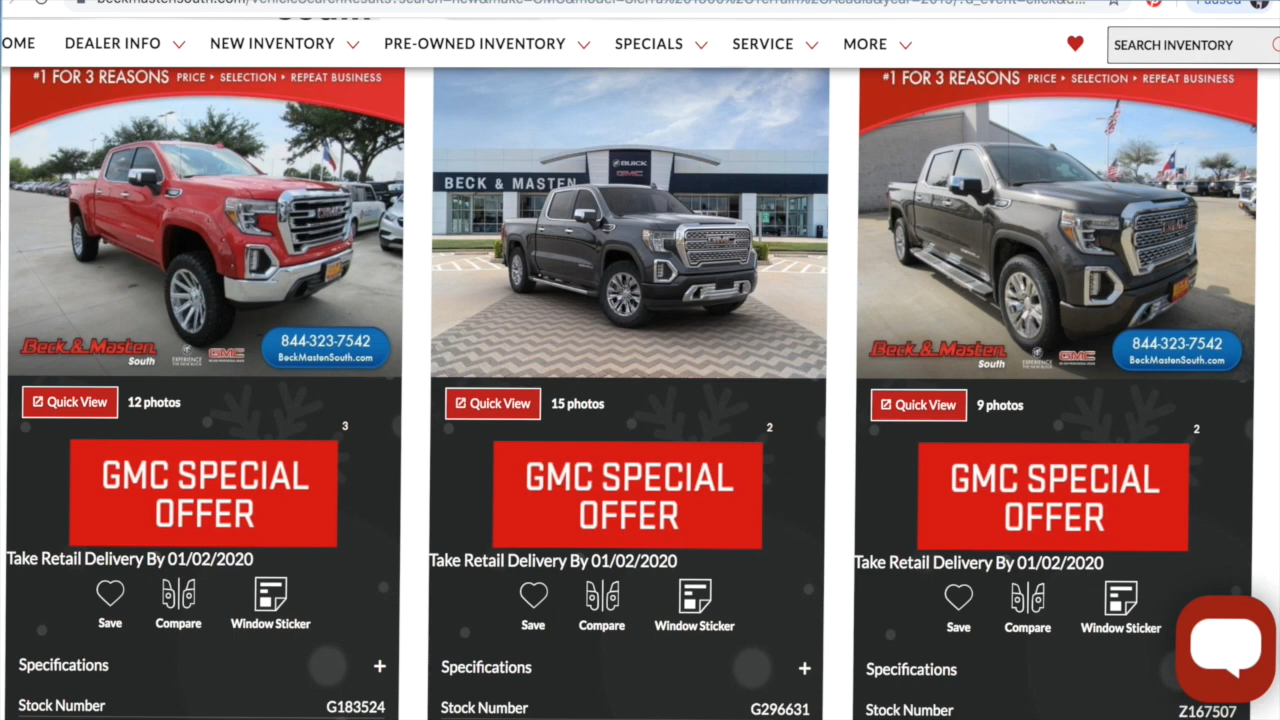 OME DEALER INFO NEW INVENTORY PRE-OWNED INVENTORY SPECIALS SERVICE MORE SEARCH INVENTORY
#1 FOR 3 REASONS PRICE ▸ SELECTION ▸ REPEAT BUSINESS
Beck & Masten
South
GMC
844-323-7542
BeckMastenSouth.com
Quick View 12 photos
3
GMC SPECIAL
OFFER
Take Retail Delivery By 01/02/2020
Save Compare Window Sticker
Specifications +
Stock Number G183524
BUICK
GMC
BECK & MASTEN
Quick View 15 photos
2
GMC SPECIAL
OFFER
Take Retail Delivery By 01/02/2020
Save Compare Window Sticker
Specifications +
Stock Number G296631
#1 FOR 3 REASONS PRICE ▸ SELECTION ▸ REPEAT BUSINESS
Beck & Masten
South
GMC
844-323-7542
BeckMastenSouth.com
Quick View 9 photos
2
GMC SPECIAL
OFFER
Take Retail Delivery By 01/02/2020
Save Compare Window Sticker
Specifications
Stock Number Z167507